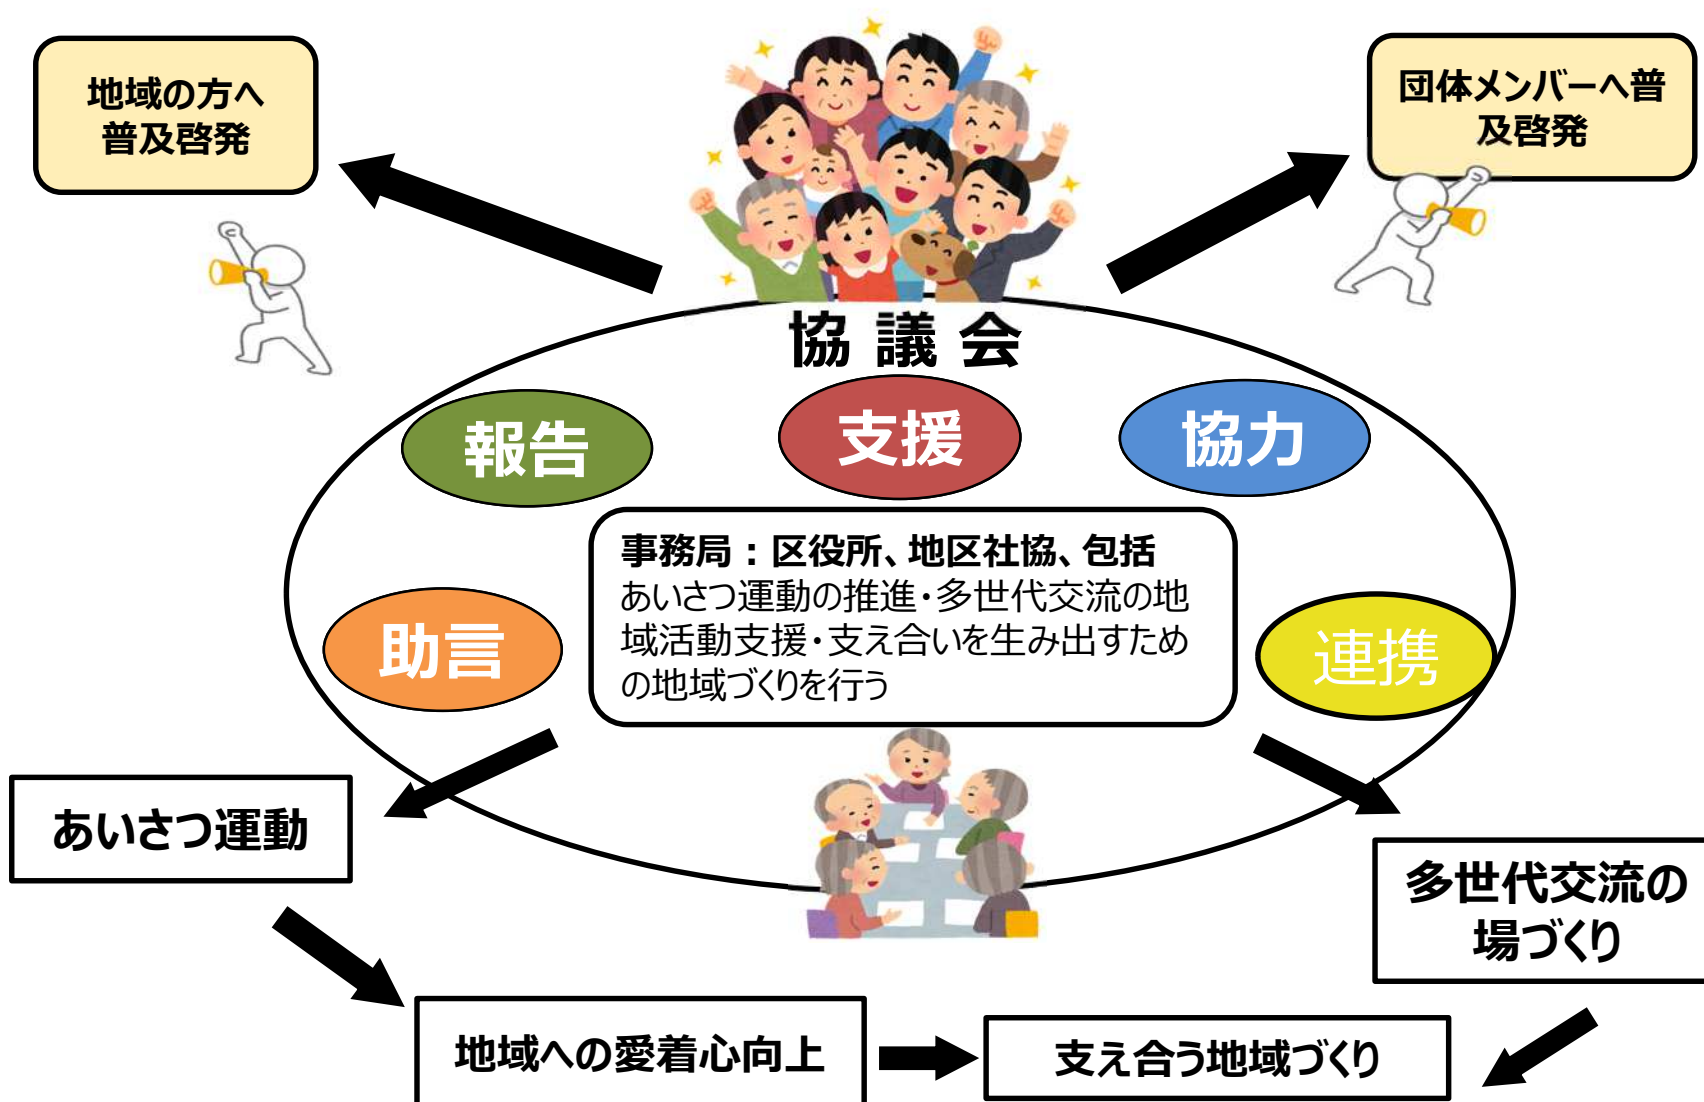 地域の方へ
普及啓発
団体メンバーへ普
及啓発
協議会
報告
支援
協力
助言
連携
事務局：区役所、地区社協、包括
あいさつ運動の推進・多世代交流の地
域活動支援・支え合いを生み出すため
の地域づくりを行う
あいさつ運動
多世代交流の
場づくり
地域への愛着心向上
支え合う地域づくり